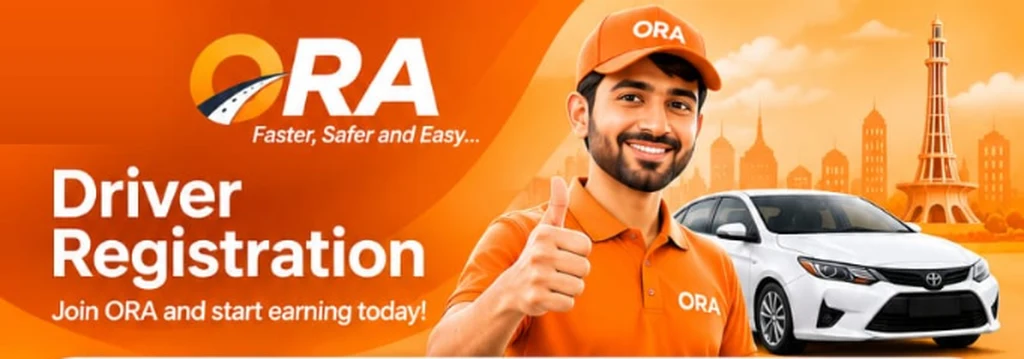 ORA
Faster, Safer and Easy...
Driver
Registration
Join ORA and start earning today!
ORA
ORA